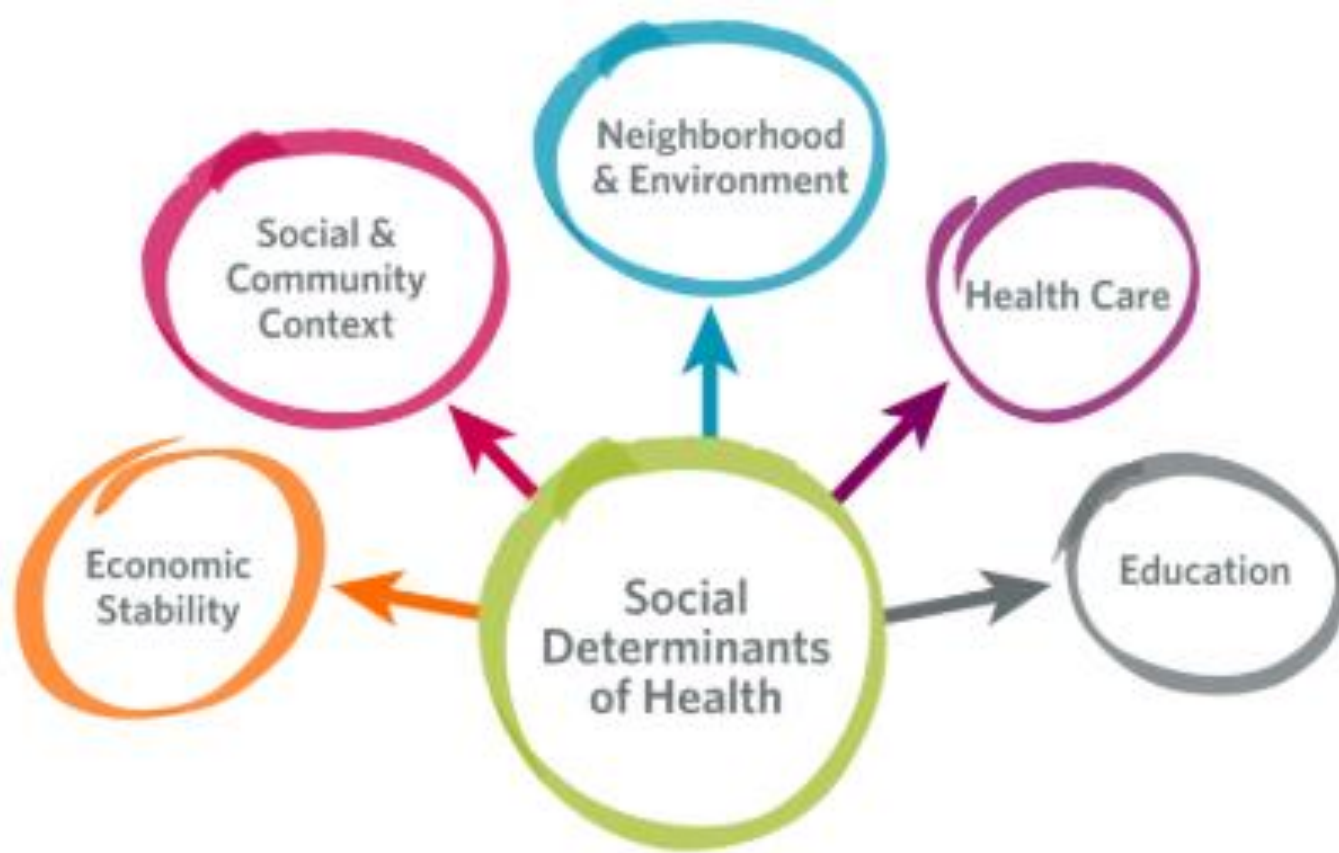 Neighborhood
& Environment
Social &
Community
Context
Health Care
Economic
Stability
Education
Social
Determinants
of Health